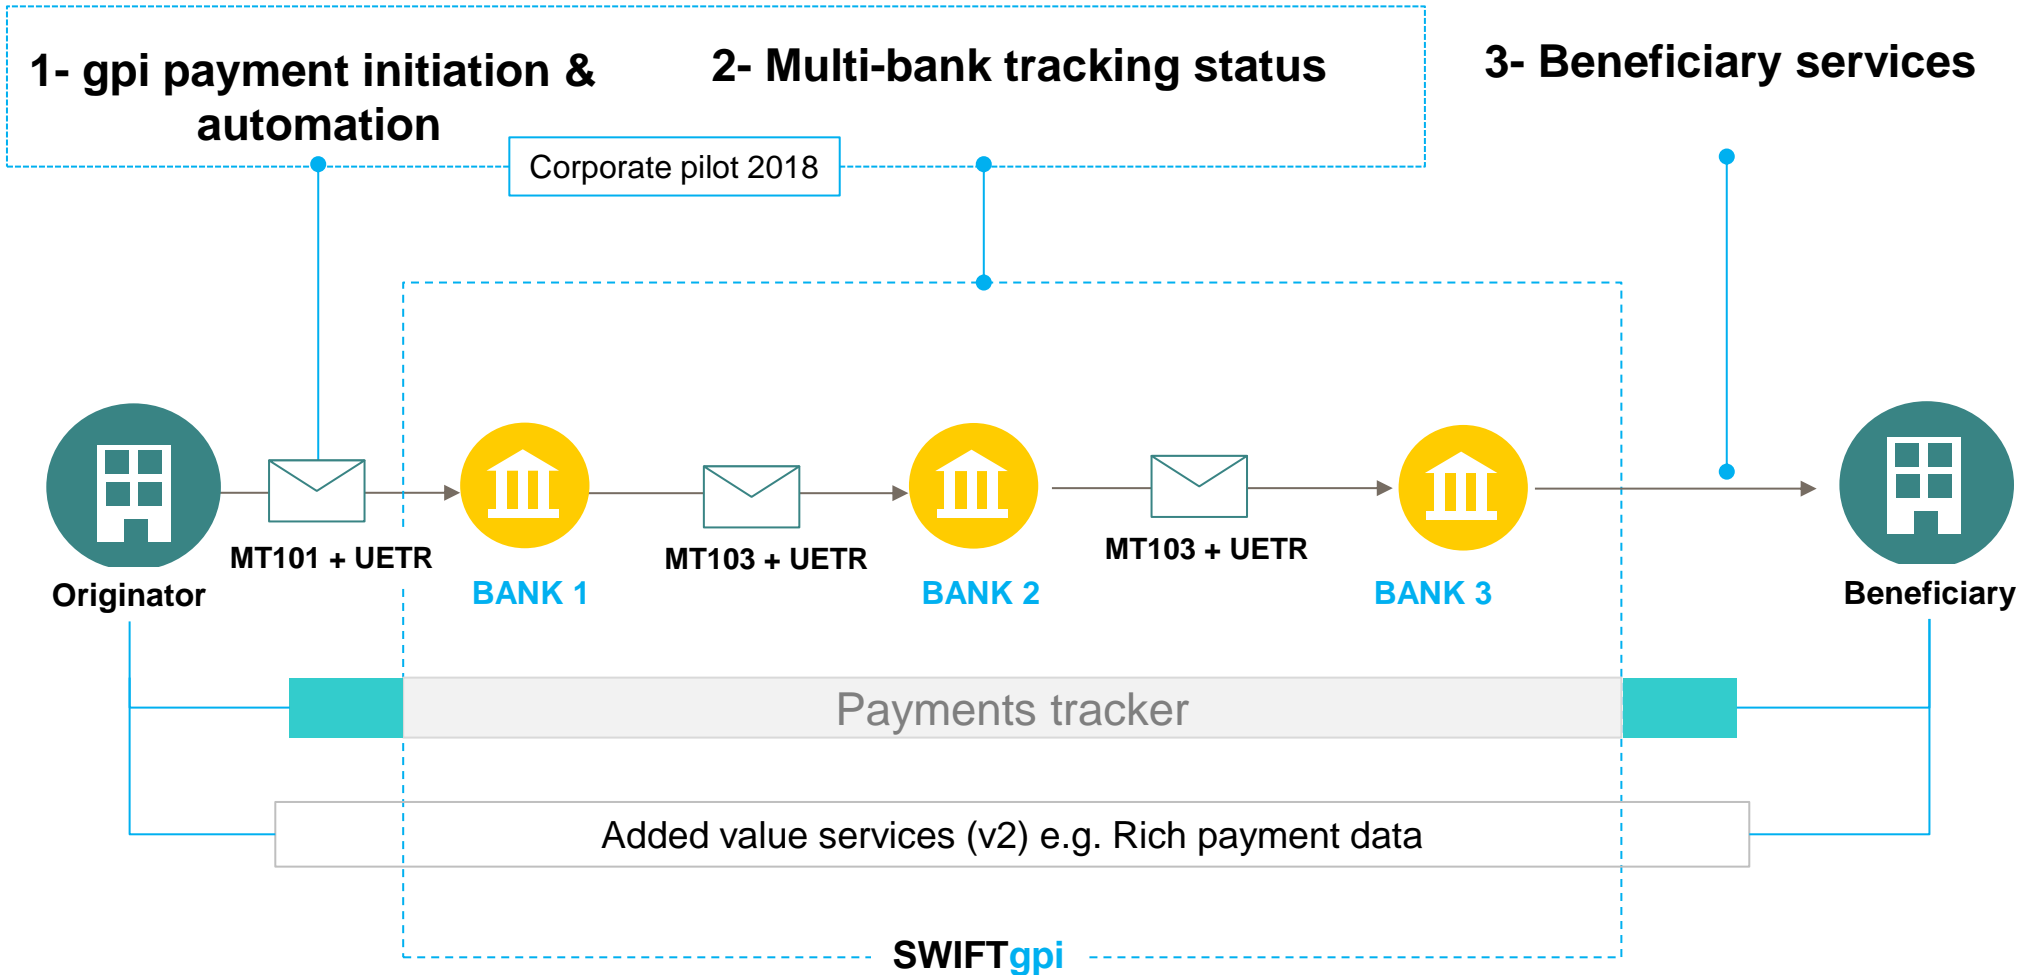 1- gpi payment initiation &
automation
2- Multi-bank tracking status
3- Beneficiary services
Corporate pilot 2018
MT101 + UETR
MT103 + UETR
MT103 + UETR
Originator
BANK 1
BANK 2
BANK 3
Beneficiary
Payments tracker
Added value services (v2) e.g. Rich payment data
SWIFTgpi